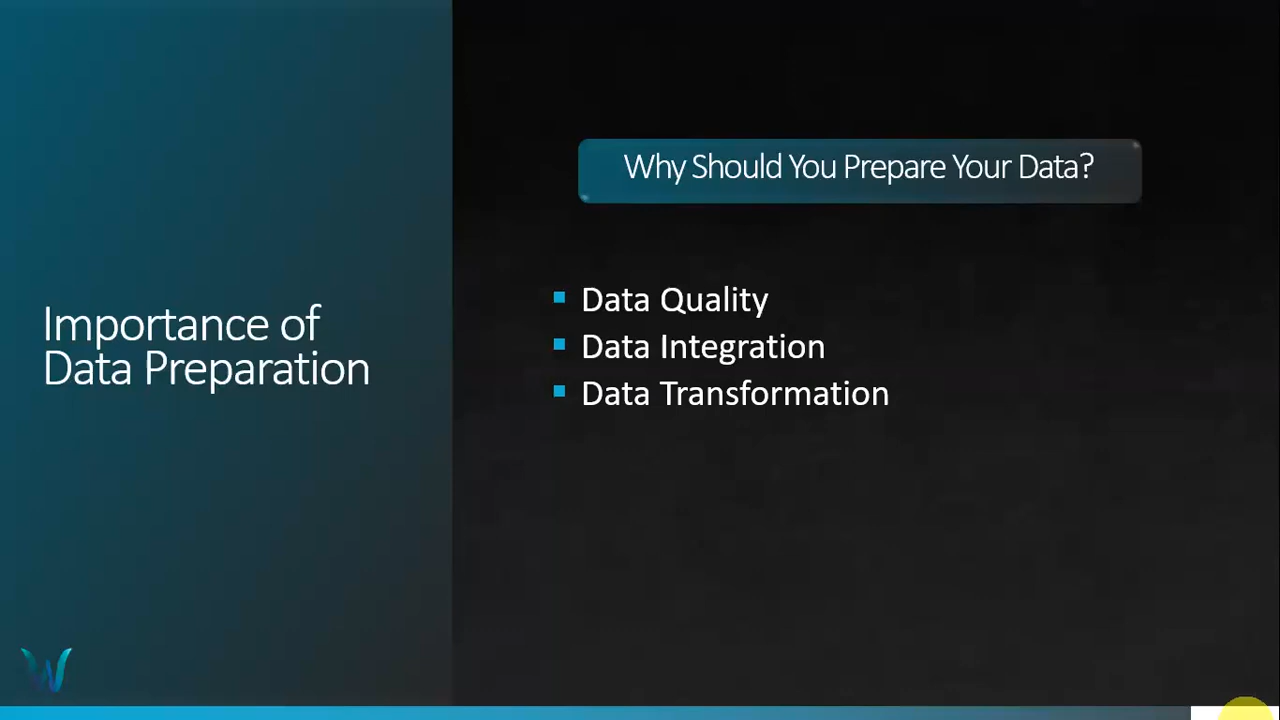 Importance of
Data Preparation
Why Should You Prepare Your Data?
Data Quality
Data Integration
Data Transformation
W